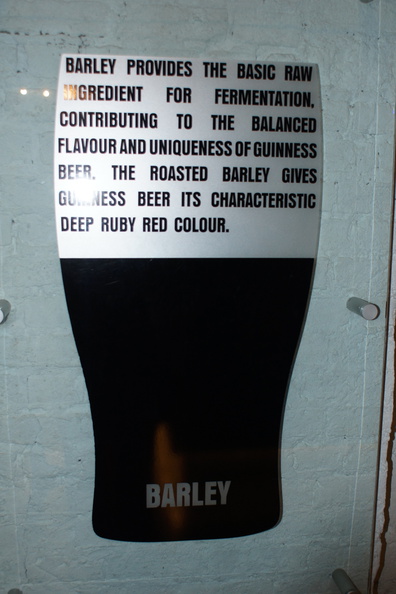 BARLEY PROVIDES THE BASIC RAW
INGREDIENT FOR FERMENTATION,
CONTRIBUTING TO THE BALANCED
FLAVOUR AND UNIQUENESS OF GUINNESS
BEER. THE ROASTED BARLEY GIVES
GUINNESS BEER ITS CHARACTERISTIC
DEEP RUBY RED COLOUR.
BARLEY